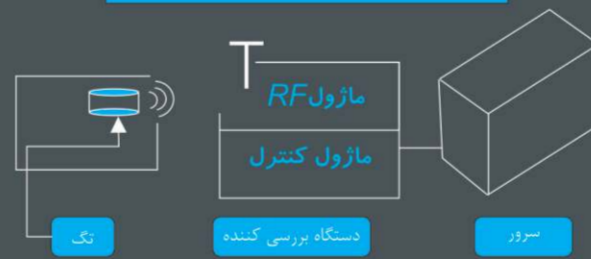 ماژول RF
ماژول کنترل
تگ
دستگاه بررسی کننده
سرور